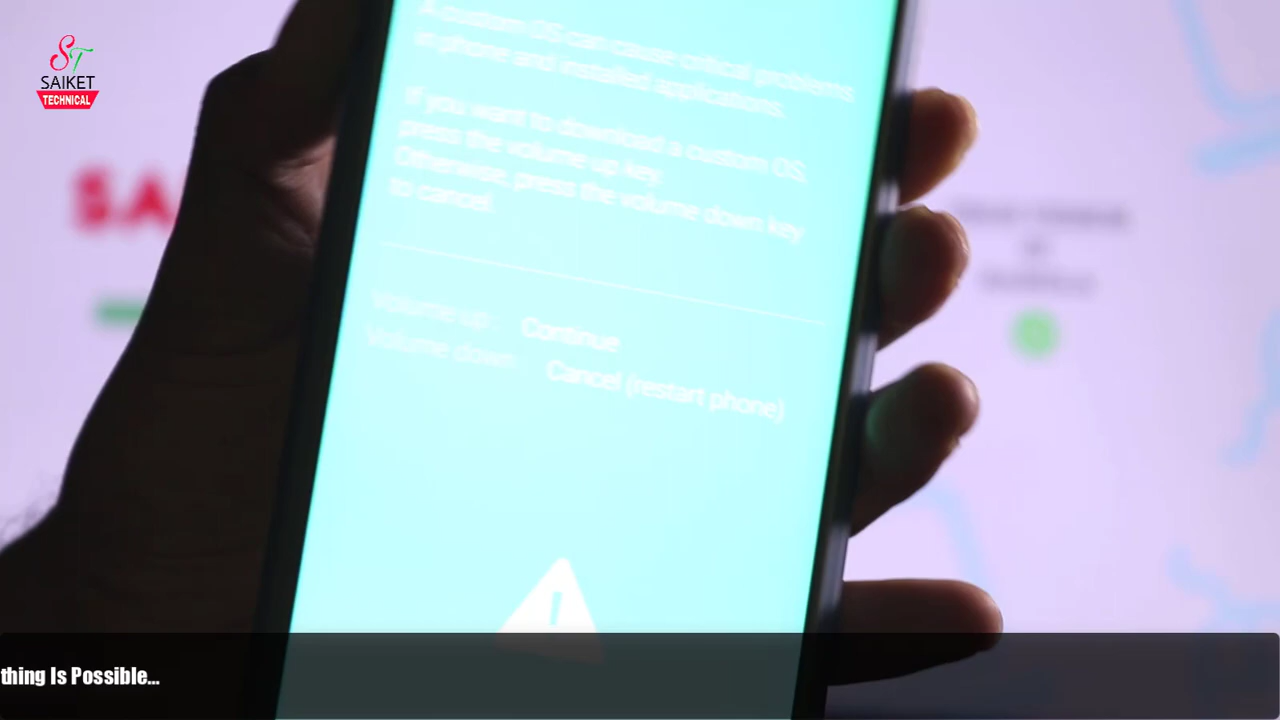 ST
SAIKET
TECHNICAL
A custom OS can cause critical problems
in phone and installed applications.
If you want to download a custom OS,
press the volume up key.
Otherwise, press the volume down key
to cancel.
Volume up: Continue
Volume down: Cancel (restart phone)
SA
thing Is Possible...